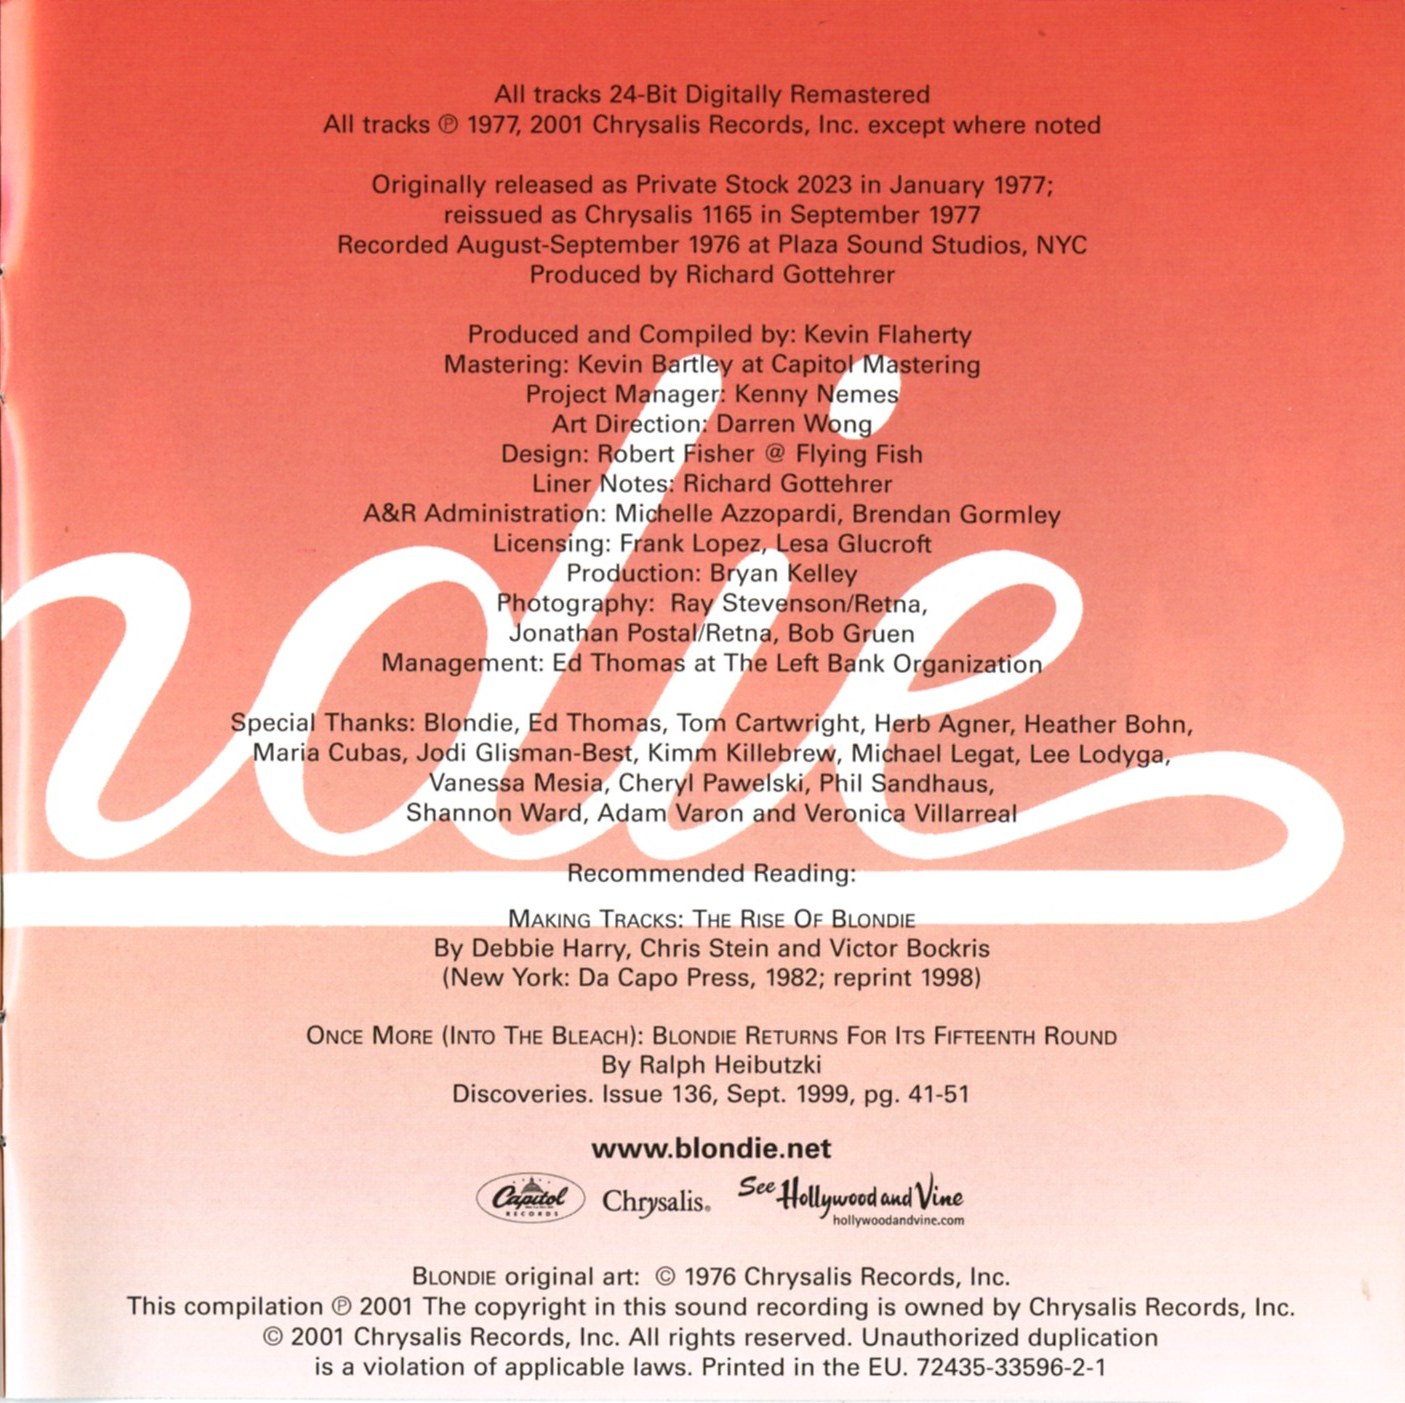 All tracks 24-Bit Digitally Remastered
All tracks ℗ 1977, 2001 Chrysalis Records, Inc. except where noted
Originally released as Private Stock 2023 in January 1977;
reissued as Chrysalis 1165 in September 1977
Recorded August-September 1976 at Plaza Sound Studios, NYC
Produced by Richard Gottehrer
Produced and Compiled by: Kevin Flaherty
Mastering: Kevin Bartley at Capitol Mastering
Project Manager: Kenny Nemes
Art Direction: Darren Wong
Design: Robert Fisher @ Flying Fish
Liner Notes: Richard Gottehrer
A&R Administration: Michelle Azzopardi, Brendan Gormley
Licensing: Frank Lopez, Lesa Glucroft
Production: Bryan Kelley
Photography: Ray Stevenson/Retna,
Jonathan Postal/Retna, Bob Gruen
Management: Ed Thomas at The Left Bank Organization
Special Thanks: Blondie, Ed Thomas, Tom Cartwright, Herb Agner, Heather Bohn,
Maria Cubas, Jodi Glisman-Best, Kimm Killebrew, Michael Legat, Lee Lodyga,
Vanessa Mesia, Cheryl Pawelski, Phil Sandhaus,
Shannon Ward, Adam Varon and Veronica Villarreal
Recommended Reading:
MAKING TRACKS: THE RISE OF BLONDIE
By Debbie Harry, Chris Stein and Victor Bockris
(New York: Da Capo Press, 1982; reprint 1998)
ONCE MORE (INTO THE BLEACH): BLONDIE RETURNS FOR ITS FIFTEENTH ROUND
By Ralph Heibutzki
Discoveries. Issue 136, Sept. 1999, pg. 41-51
www.blondie.net
Capitol RECORDS Chrysalis. See Hollywood and Vine
hollywoodandvine.com
BLONDIE original art: © 1976 Chrysalis Records, Inc.
This compilation ℗ 2001 The copyright in this sound recording is owned by Chrysalis Records, Inc.
© 2001 Chrysalis Records, Inc. All rights reserved. Unauthorized duplication
is a violation of applicable laws. Printed in the EU. 72435-33596-2-1